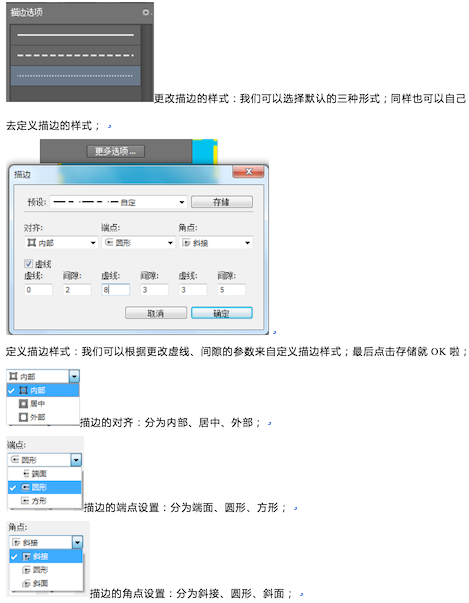 描边选项
更改描边的样式：我们可以选择默认的三种形式；同样也可以自己
去定义描边的样式；
更多选项...
描边
预设： 自定 存储
对齐: 端点: 角点:
内部 圆形 斜接
虚线
虚线: 间隙: 虚线: 间隙: 虚线: 间隙:
0 2 8 3 3 5
取消 确定
定义描边样式：我们可以根据更改虚线、间隙的参数来自定义描边样式；最后点击存储就 OK 啦；
内部
内部
居中
外部
描边的对齐：分为内部、居中、外部；
端点:
圆形
端面
圆形
方形
描边的端点设置：分为端面、圆形、方形；
角点:
斜接
斜接
圆形
斜面
描边的角点设置：分为斜接、圆形、斜面；